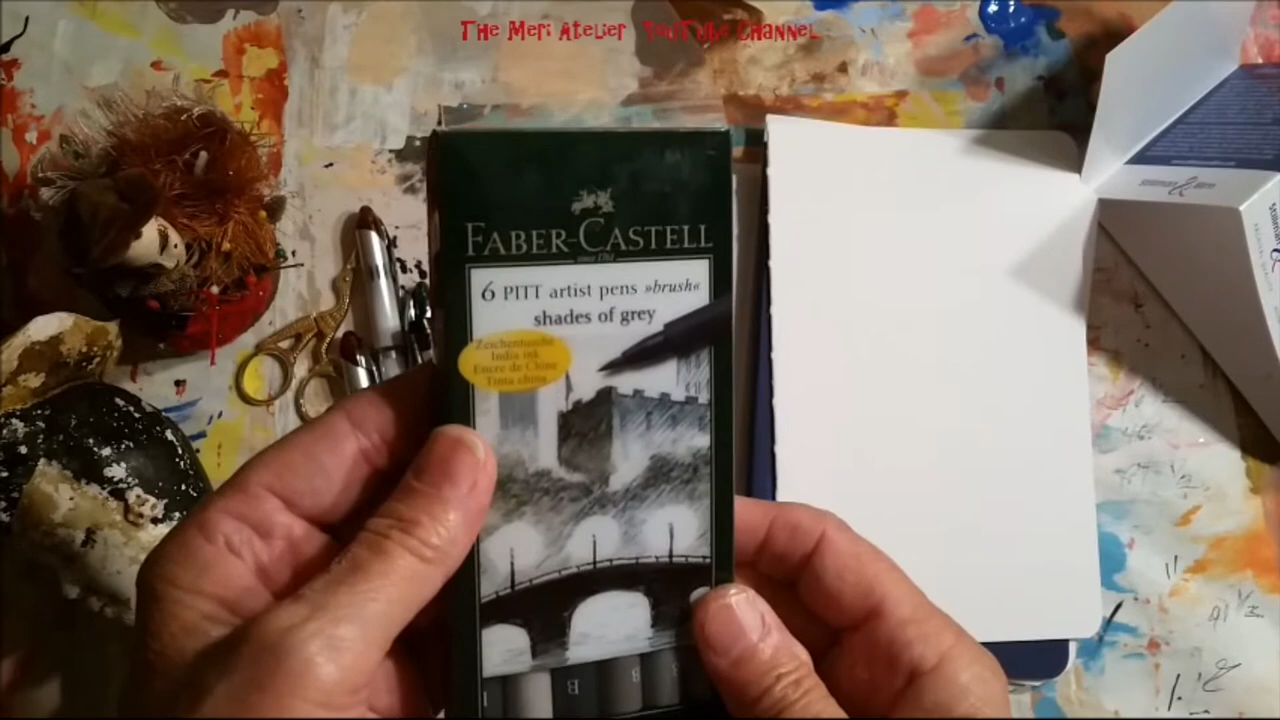 The Meri Atelier YouTube Channel
FABER-CASTELL
since 1761
6 PITT artist pens »brush«
shades of grey
Zeichentusche
India ink
Encre de Chine
Tinta china
B
B